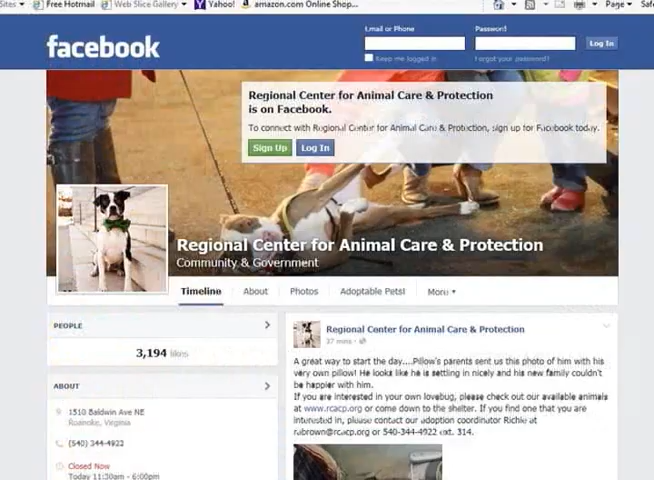 Sites
Free Hotmail
Web Slice Gallery
Yahoo!
amazon.com Online Shop...
Page
Safe
facebook
Email or Phone
Password
Keep me logged in
Forgot your password?
Log In
Regional Center for Animal Care & Protection
is on Facebook.
To connect with Regional Center for Animal Care & Protection, sign up for Facebook today.
Sign Up
Log In
Regional Center for Animal Care & Protection
Community & Government
Timeline
About
Photos
Adoptable Pets!
More
PEOPLE
3,194 likes
ABOUT
1510 Baldwin Ave NE
Roanoke, Virginia
(540) 344-4922
Closed Now
Today 11:30am - 6:00pm
Regional Center for Animal Care & Protection
37 mins
A great way to start the day....Pillow's parents sent us this photo of him with his
very own pillow! He looks like he is settling in nicely and his new family couldn't
be happier with him.
If you are interested in your own lovebug, please check out our available animals
at www.rcacp.org or come down to the shelter. If you find one that you are
interested in, please contact our adoption coordinator Richie at
rabrown@rcacp.org or 540-344-4922 ext. 314.